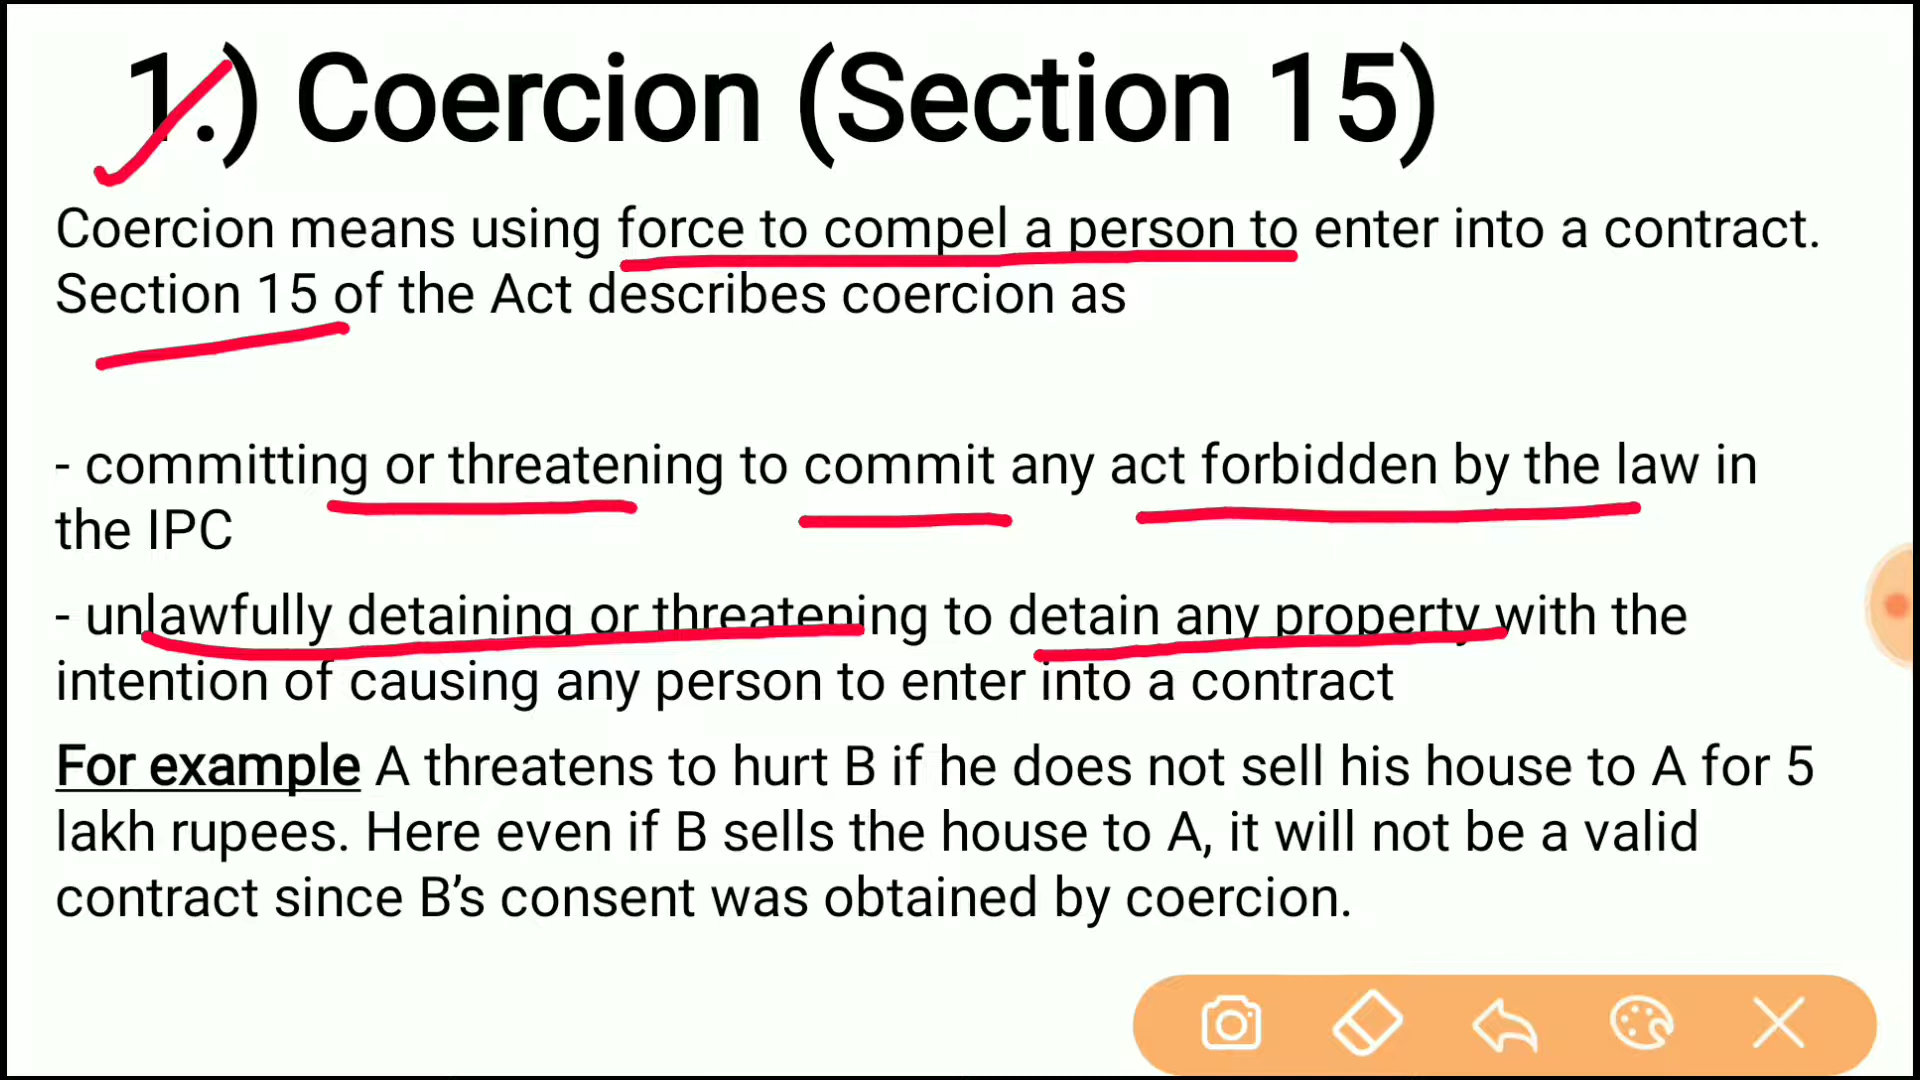 1.) Coercion (Section 15)
Coercion means using force to compel a person to enter into a contract.
Section 15 of the Act describes coercion as
- committing or threatening to commit any act forbidden by the law in
the IPC
- unlawfully detaining or threatening to detain any property with the
intention of causing any person to enter into a contract
For example A threatens to hurt B if he does not sell his house to A for 5
lakh rupees. Here even if B sells the house to A, it will not be a valid
contract since B’s consent was obtained by coercion.